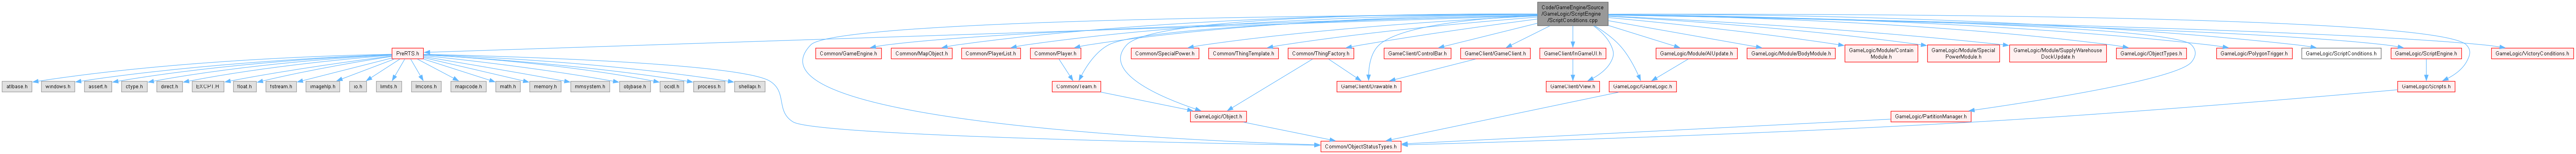 Code/GameEngine/Source
/GameLogic/ScriptEngine
/ScriptConditions.cpp
PreRTS.h
Common/GameEngine.h
Common/MapObject.h
Common/PlayerList.h
Common/Player.h
Common/SpecialPower.h
Common/ThingTemplate.h
Common/ThingFactory.h
GameClient/ControlBar.h
GameClient/GameClient.h
GameClient/InGameUI.h
GameLogic/Module/AIUpdate.h
GameLogic/Module/BodyModule.h
GameLogic/Module/Contain
Module.h
GameLogic/Module/Special
PowerModule.h
GameLogic/Module/SupplyWarehouse
DockUpdate.h
GameLogic/ObjectTypes.h
GameLogic/PolygonTrigger.h
GameLogic/ScriptConditions.h
GameLogic/ScriptEngine.h
GameLogic/VictoryConditions.h
atlbase.h
windows.h
assert.h
ctype.h
direct.h
EXCPT.H
float.h
fstream.h
imagehlp.h
io.h
limits.h
lmcons.h
mapicode.h
math.h
memory.h
mmsystem.h
objbase.h
ocidl.h
process.h
shellapi.h
Common/Team.h
GameClient/Drawable.h
GameClient/View.h
GameLogic/GameLogic.h
GameLogic/Scripts.h
GameLogic/Object.h
GameLogic/PartitionManager.h
Common/ObjectStatusTypes.h